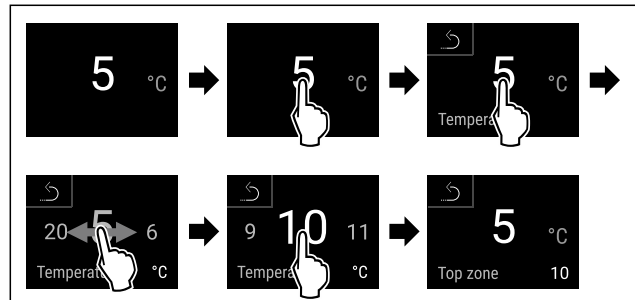 5 °C
5 °C
5 °C
Tempera
20 5 6
Temperat °C
9 10 11
Tempera °C
5 °C
Top zone 10